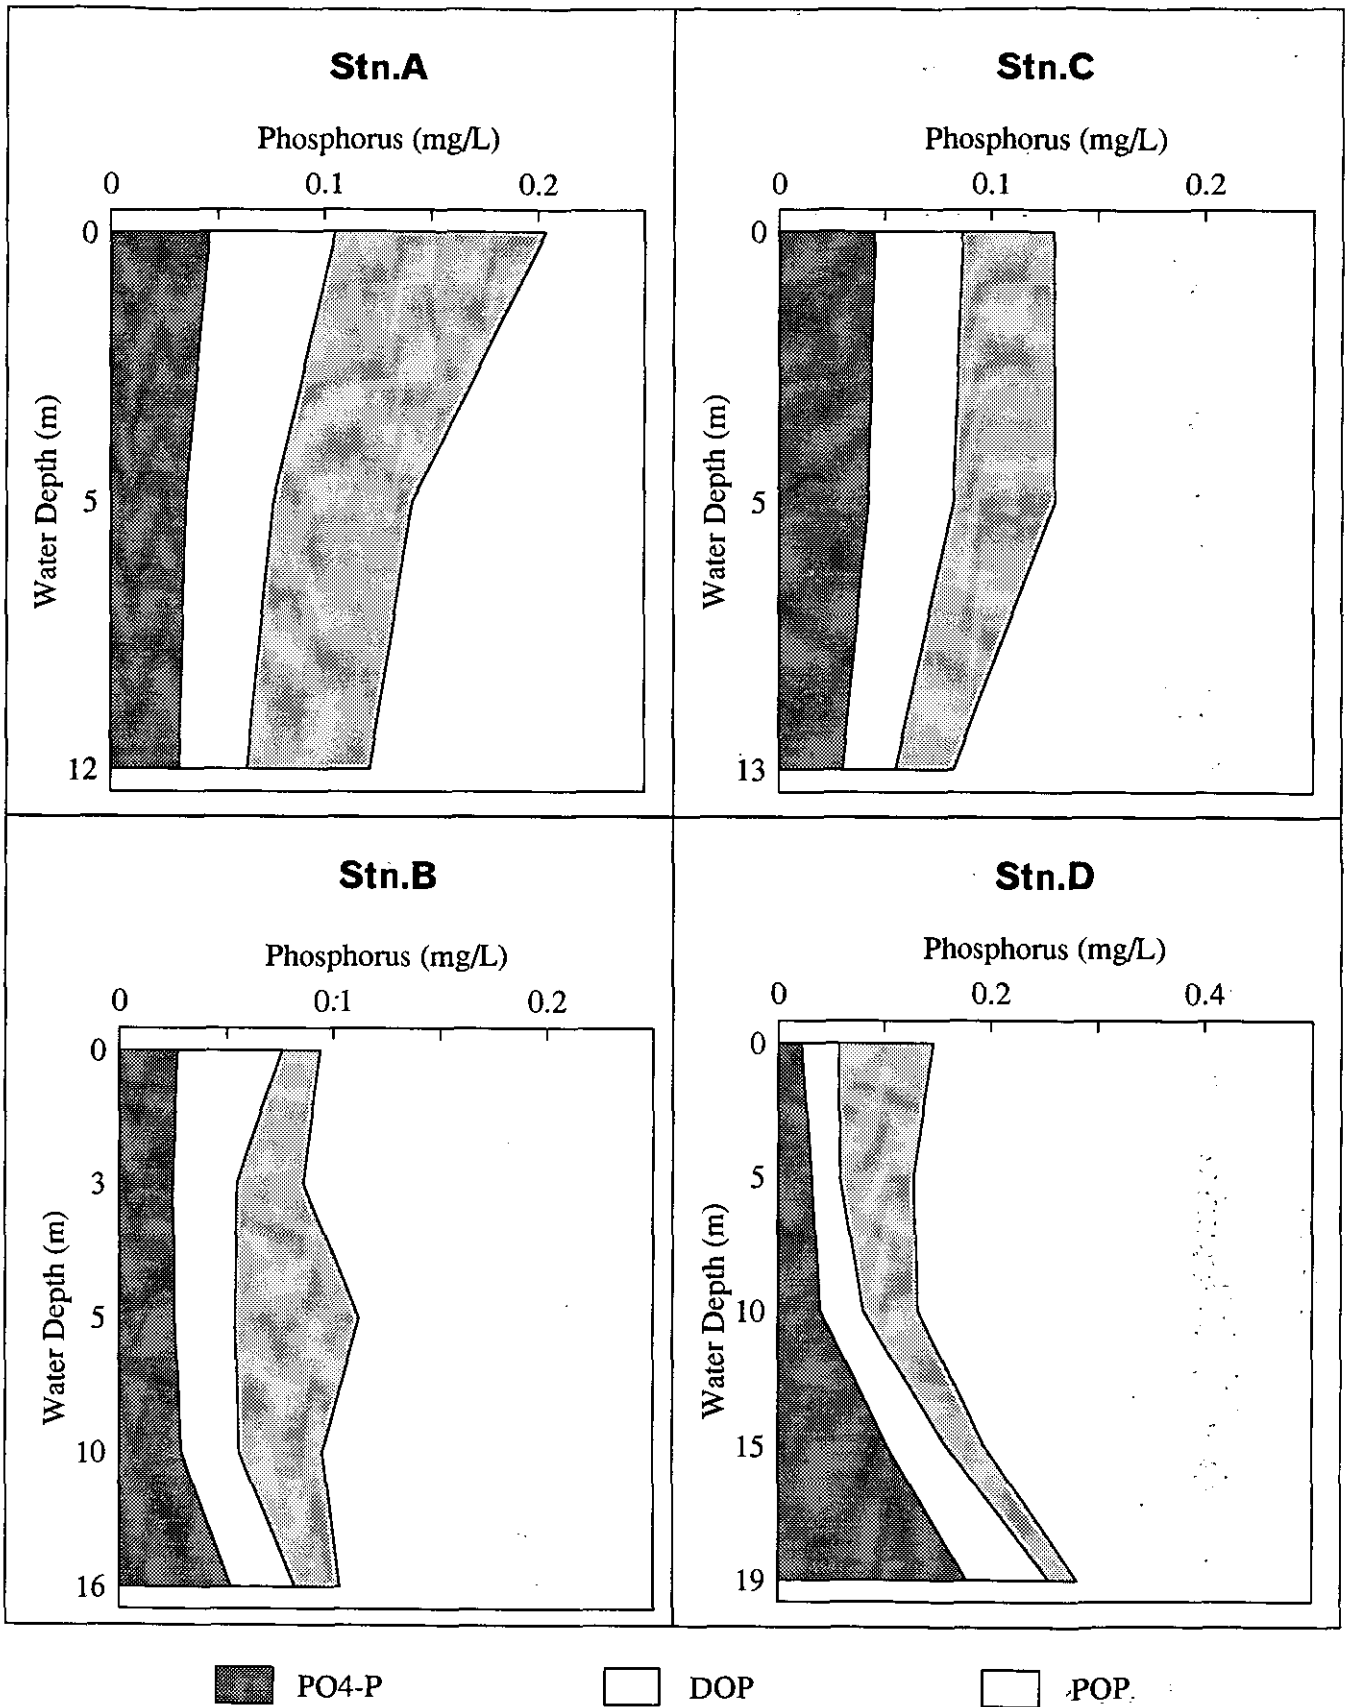 Stn.A
Phosphorus (mg/L)
0 0.1 0.2
Water Depth (m)
0
5
12
Stn.C
Phosphorus (mg/L)
0 0.1 0.2
Water Depth (m)
0
5
13
Stn.B
Phosphorus (mg/L)
0 0.1 0.2
Water Depth (m)
0
3
5
10
16
Stn.D
Phosphorus (mg/L)
0 0.2 0.4
Water Depth (m)
0
5
10
15
19
PO4-P DOP POP